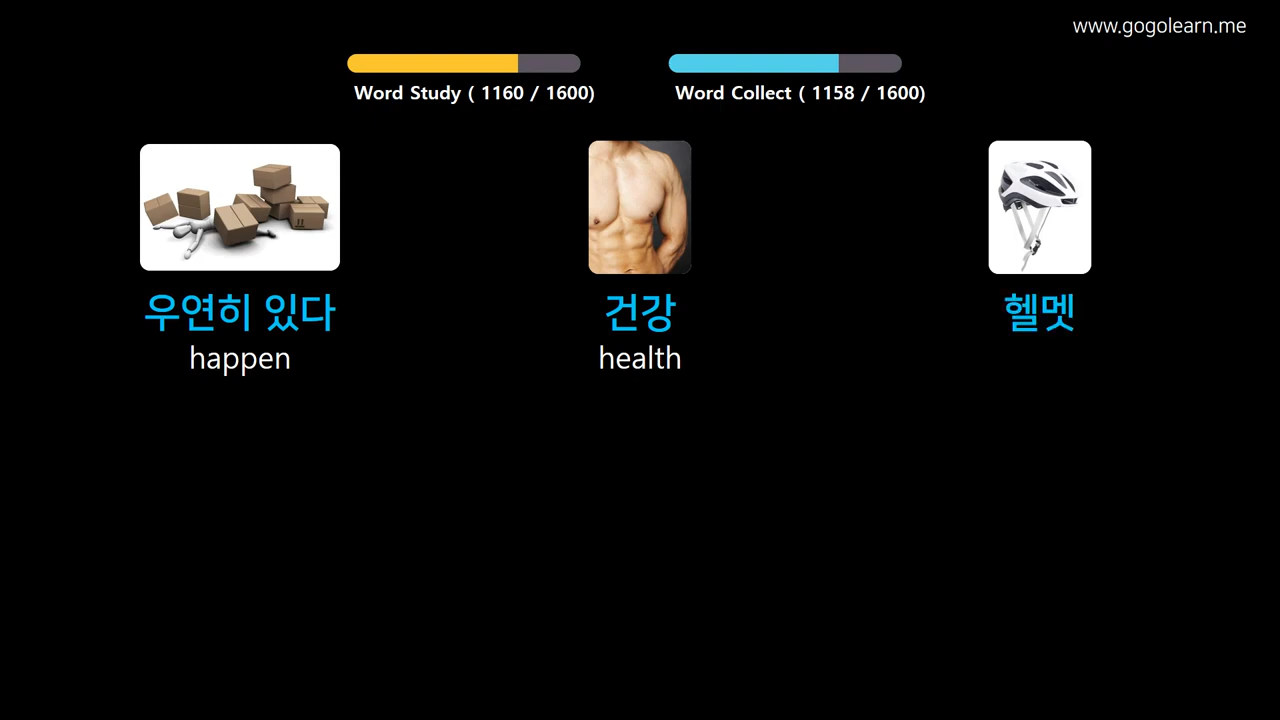 www.gogolearn.me
Word Study ( 1160 / 1600)
Word Collect ( 1158 / 1600)
우연히 있다
happen
건강
health
헬멧